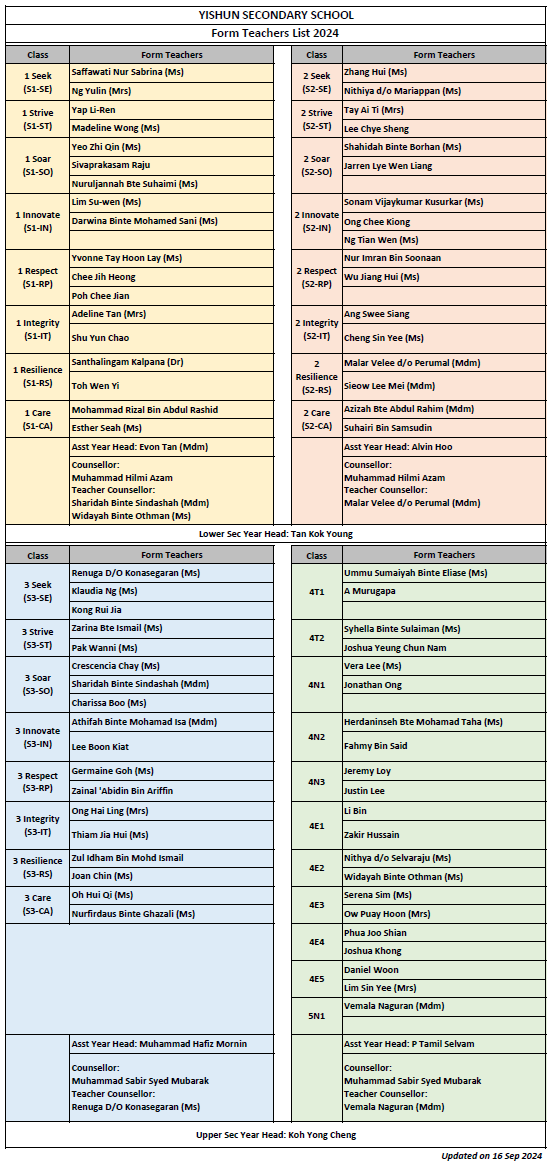 YISHUN SECONDARY SCHOOL
Form Teachers List 2024
Class
Form Teachers
1 Seek
(S1-SE)
Saffawati Nur Sabrina (Ms)
Ng Yulin (Mrs)
1 Strive
(S1-ST)
Yap Li-Ren
Madeline Wong (Ms)
1 Soar
(S1-SO)
Yeo Zhi Qin (Ms)
Sivaprakasam Raju
Nuruljannah Bte Suhaimi (Ms)
1 Innovate
(S1-IN)
Lim Su-wen (Ms)
Darwina Binte Mohamed Sani (Ms)
1 Respect
(S1-RP)
Yvonne Tay Hoon Lay (Ms)
Chee Jih Heong
Poh Chee Jian
1 Integrity
(S1-IT)
Adeline Tan (Mrs)
Shu Yun Chao
1 Resilience
(S1-RS)
Santhalingam Kalpana (Dr)
Toh Wen Yi
1 Care
(S1-CA)
Mohammad Rizal Bin Abdul Rashid
Esther Seah (Ms)
Asst Year Head: Evon Tan (Mdm)
Counsellor:
Muhammad Hilmi Azam
Teacher Counsellor:
Sharidah Binte Sindashah (Mdm)
Widayah Binte Othman (Ms)
Class
Form Teachers
2 Seek
(S2-SE)
Zhang Hui (Ms)
Nithiya d/o Mariappan (Ms)
2 Strive
(S2-ST)
Tay Ai Ti (Mrs)
Lee Chye Sheng
2 Soar
(S2-SO)
Shahidah Binte Borhan (Ms)
Jarren Lye Wen Liang
2 Innovate
(S2-IN)
Sonam Vijaykumar Kusurkar (Ms)
Ong Chee Kiong
Ng Tian Wen (Ms)
2 Respect
(S2-RP)
Nur Imran Bin Soonaan
Wu Jiang Hui (Ms)
2 Integrity
(S2-IT)
Ang Swee Siang
Cheng Sin Yee (Ms)
2
Resilience
(S2-RS)
Malar Velee d/o Perumal (Mdm)
Sieow Lee Mei (Mdm)
2 Care
(S2-CA)
Azizah Bte Abdul Rahim (Mdm)
Suhairi Bin Samsudin
Asst Year Head: Alvin Hoo
Counsellor:
Muhammad Hilmi Azam
Teacher Counsellor:
Malar Velee d/o Perumal (Mdm)
Lower Sec Year Head: Tan Kok Young
Class
Form Teachers
3 Seek
(S3-SE)
Renuga D/O Konasegaran (Ms)
Klaudia Ng (Ms)
Kong Rui Jia
3 Strive
(S3-ST)
Zarina Bte Ismail (Ms)
Pak Wanni (Ms)
3 Soar
(S3-SO)
Crescencia Chay (Ms)
Sharidah Binte Sindashah (Mdm)
Charissa Boo (Ms)
3 Innovate
(S3-IN)
Athifah Binte Mohamad Isa (Mdm)
Lee Boon Kiat
3 Respect
(S3-RP)
Germaine Goh (Ms)
Zainal 'Abidin Bin Ariffin
3 Integrity
(S3-IT)
Ong Hai Ling (Mrs)
Thiam Jia Hui (Ms)
3 Resilience
(S3-RS)
Zul Idham Bin Mohd Ismail
Joan Chin (Ms)
3 Care
(S3-CA)
Oh Hui Qi (Ms)
Nurfirdaus Binte Ghazali (Ms)
Asst Year Head: Muhammad Hafiz Mornin
Counsellor:
Muhammad Sabir Syed Mubarak
Teacher Counsellor:
Renuga D/O Konasegaran (Ms)
Class
Form Teachers
4T1
Ummu Sumaiyah Binte Eliase (Ms)
A Murugapa
4T2
Syhella Binte Sulaiman (Ms)
Joshua Yeung Chun Nam
4N1
Vera Lee (Ms)
Jonathan Ong
4N2
Herdaninseh Bte Mohamad Taha (Ms)
Fahmy Bin Said
4N3
Jeremy Loy
Justin Lee
4E1
Li Bin
Zakir Hussain
4E2
Nithya d/o Selvaraju (Ms)
Widayah Binte Othman (Ms)
4E3
Serena Sim (Ms)
Ow Puay Hoon (Mrs)
4E4
Phua Joo Shian
Joshua Khong
4E5
Daniel Woon
Lim Sin Yee (Mrs)
5N1
Vemala Naguran (Mdm)
Asst Year Head: P Tamil Selvam
Counsellor:
Muhammad Sabir Syed Mubarak
Teacher Counsellor:
Vemala Naguran (Mdm)
Upper Sec Year Head: Koh Yong Cheng
Updated on 16 Sep 2024